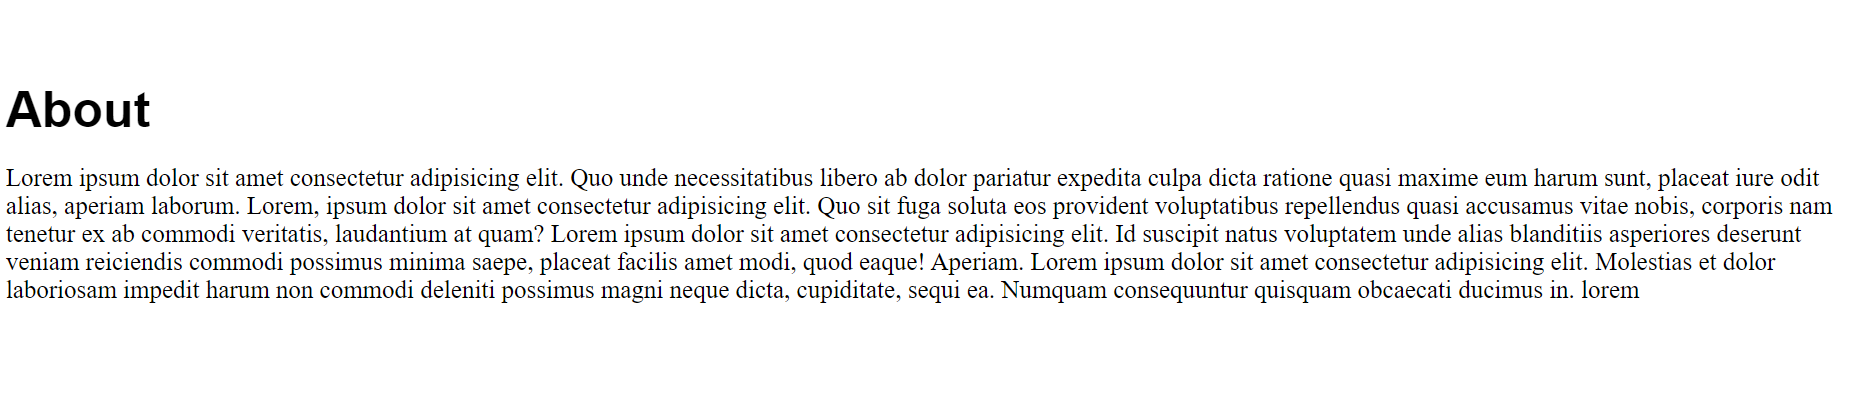 About
Lorem ipsum dolor sit amet consectetur adipisicing elit. Quo unde necessitatibus libero ab dolor pariatur expedita culpa dicta ratione quasi maxime eum harum sunt, placeat iure odit
alias, aperiam laborum. Lorem, ipsum dolor sit amet consectetur adipisicing elit. Quo sit fuga soluta eos provident voluptatibus repellendus quasi accusamus vitae nobis, corporis nam
tenetur ex ab commodi veritatis, laudantium at quam? Lorem ipsum dolor sit amet consectetur adipisicing elit. Id suscipit natus voluptatem unde alias blanditiis asperiores deserunt
veniam reiciendis commodi possimus minima saepe, placeat facilis amet modi, quod eaque! Aperiam. Lorem ipsum dolor sit amet consectetur adipisicing elit. Molestias et dolor
laboriosam impedit harum non commodi deleniti possimus magni neque dicta, cupiditate, sequi ea. Numquam consequuntur quisquam obcaecati ducimus in. lorem